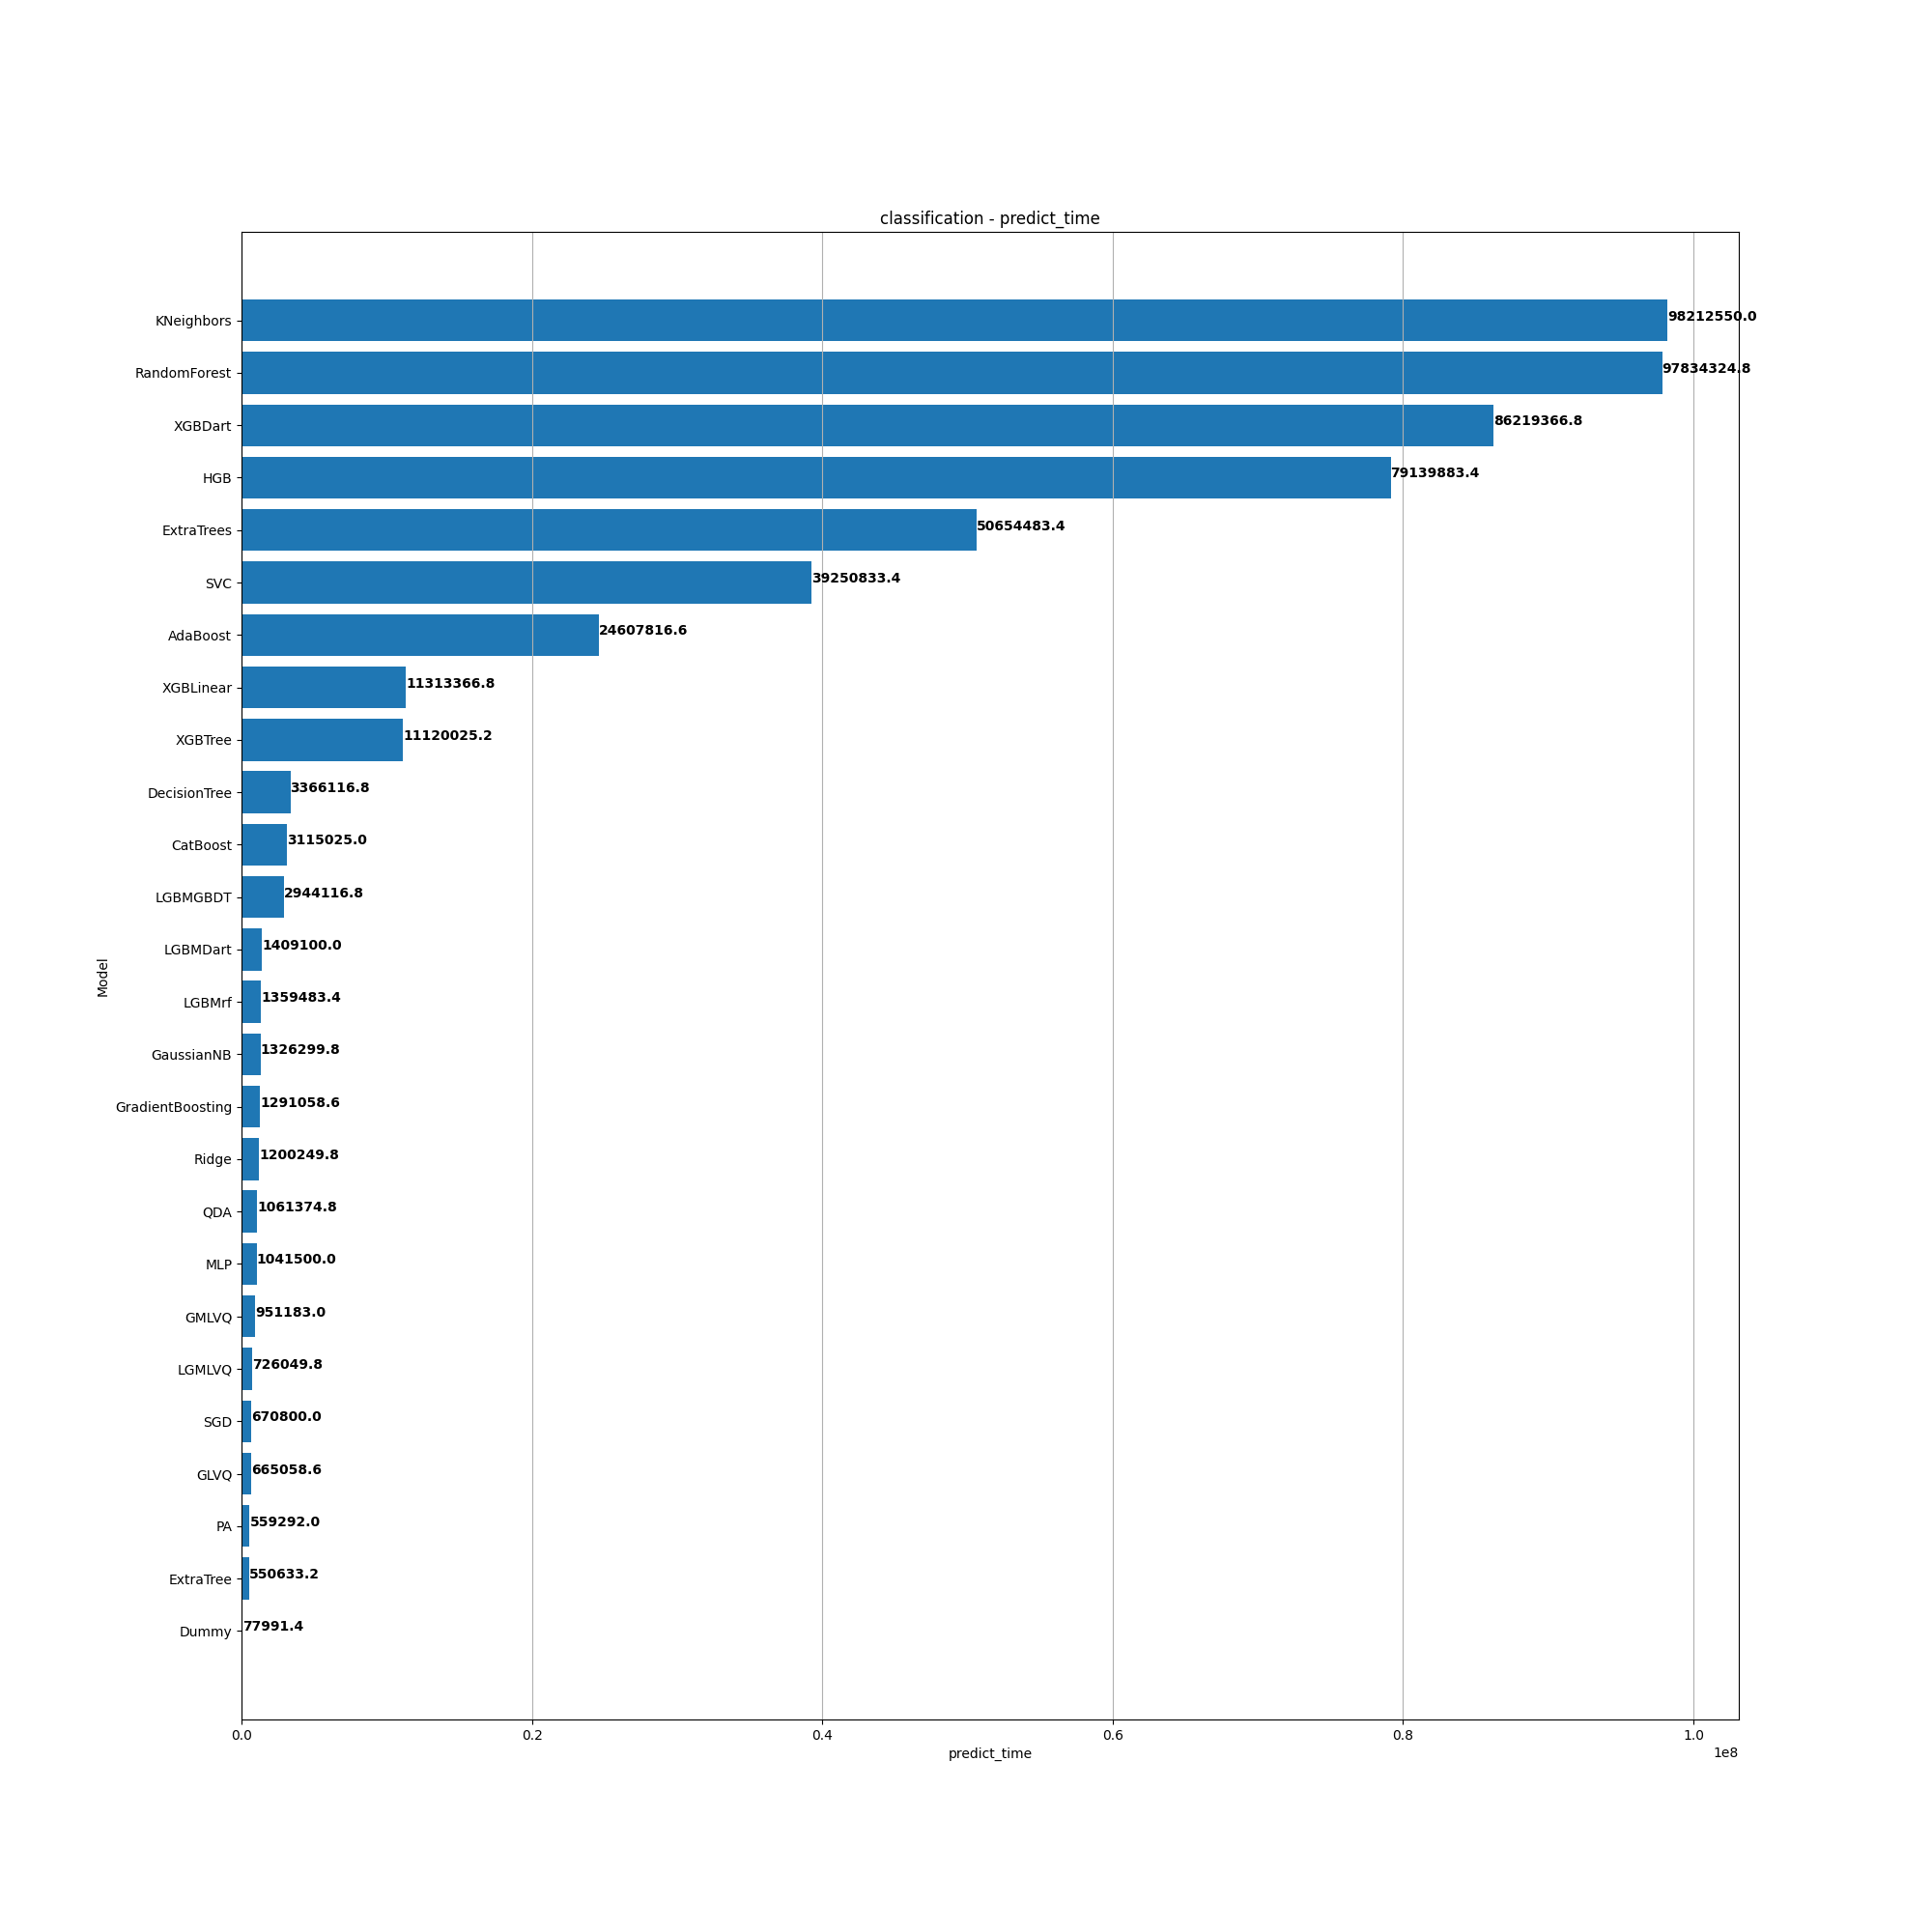 classification - predict_time
KNeighbors 98212550.0
RandomForest 97834324.8
XGBDart 86219366.8
HGB 79139883.4
ExtraTrees 50654483.4
SVC 39250833.4
AdaBoost 24607816.6
XGBLinear 11313366.8
XGBTree 11120025.2
DecisionTree 3366116.8
CatBoost 3115025.0
LGBMGBDT 2944116.8
LGBMDart 1409100.0
Model
LGBMrf 1359483.4
GaussianNB 1326299.8
GradientBoosting 1291058.6
Ridge 1200249.8
QDA 1061374.8
MLP 1041500.0
GMLVQ 951183.0
LGMLVQ 726049.8
SGD 670800.0
GLVQ 665058.6
PA 559292.0
ExtraTree 550633.2
Dummy 77991.4
0.0 0.2 0.4 0.6 0.8 1.0
predict_time
1e8